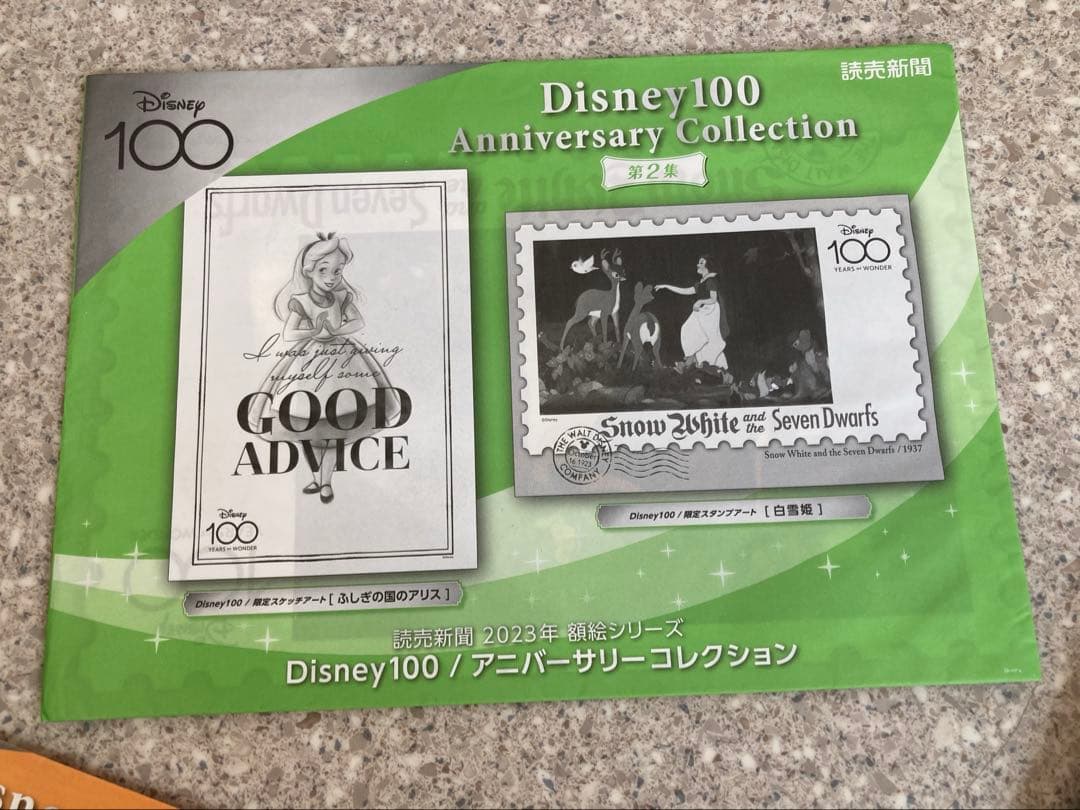 Disney
100
読売新聞
Disney100
Anniversary Collection
第2集
I was just giving
myself some
GOOD
ADVICE
Disney
100
YEARS of WONDER
Disney
100
YEARS of WONDER
©Disney
Snow White and the Seven Dwarfs
THE WALT DISNEY COMPANY
October
16 1923
Snow White and the Seven Dwarfs / 1937
Disney100 / 限定スケッチアート [ ふしぎの国のアリス ]
Disney100 / 限定スタンプアート [ 白雪姫 ]
読売新聞 2023年 額絵シリーズ
Disney100 / アニバーサリーコレクション